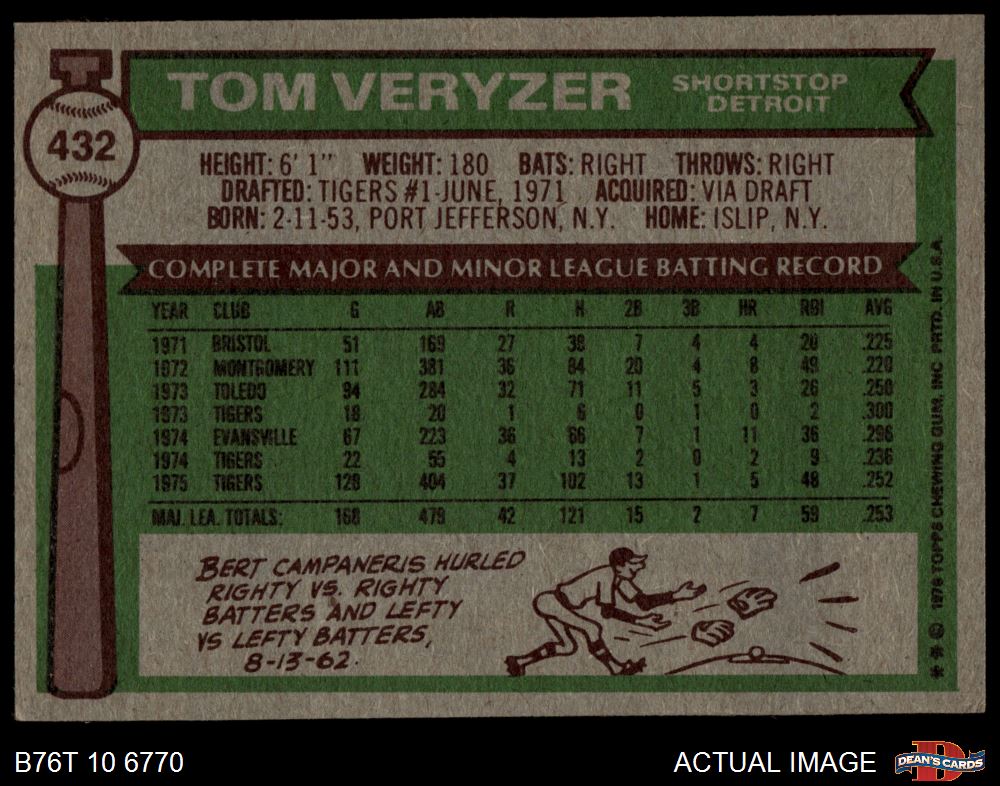 TOM VERYZER
SHORTSTOP
DETROIT
432
HEIGHT: 6' 1" WEIGHT: 180 BATS: RIGHT THROWS: RIGHT
DRAFTED: TIGERS #1-JUNE, 1971 ACQUIRED: VIA DRAFT
BORN: 2-11-53, PORT JEFFERSON, N.Y. HOME: ISLIP, N.Y.
COMPLETE MAJOR AND MINOR LEAGUE BATTING RECORD
YEAR CLUB G AB R H 2B 3B HR RBI AVG
1971 BRISTOL 51 169 27 38 7 4 4 20 .225
1972 MONTGOMERY 111 381 36 84 20 4 8 49 .220
1973 TOLEDO 94 284 32 71 11 5 3 26 .250
1973 TIGERS 18 20 1 6 0 1 0 2 .300
1974 EVANSVILLE 67 223 36 66 7 1 11 36 .296
1974 TIGERS 22 55 4 13 2 0 2 9 .236
1975 TIGERS 128 404 37 102 13 1 5 48 .252
MAJ. LEA. TOTALS: 168 479 42 121 15 2 7 59 .253
BERT CAMPANERIS HURLED
RIGHTY VS. RIGHTY
BATTERS AND LEFTY
VS LEFTY BATTERS,
8-13-62.
*** © 1976 TOPPS CHEWING GUM, INC PRTD. IN U.S.A.
B76T 10 6770
ACTUAL IMAGE
D
DEAN'S CARDS